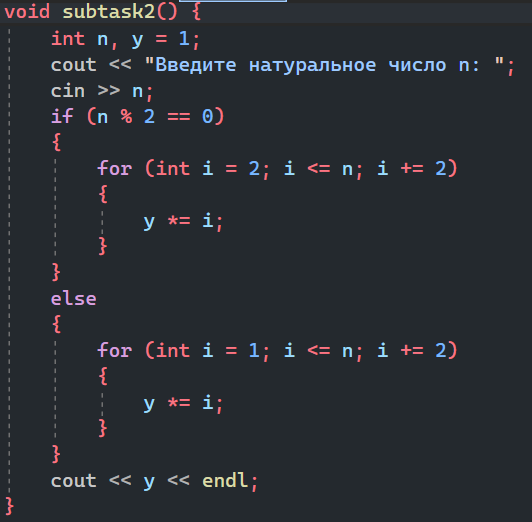 void subtask2() {
    int n, y = 1;
    cout << "Введите натуральное число n: ";
    cin >> n;
    if (n % 2 == 0)
    {
        for (int i = 2; i <= n; i += 2)
        {
            y *= i;
        }
    }
    else
    {
        for (int i = 1; i <= n; i += 2)
        {
            y *= i;
        }
    }
    cout << y << endl;
}